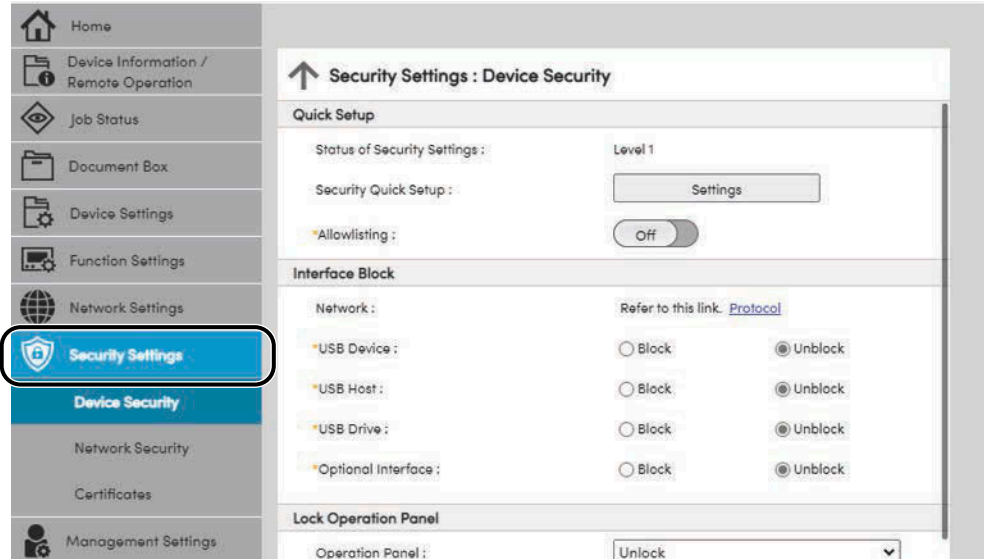 Home
Device Information /
Remote Operation
Job Status
Document Box
Device Settings
Function Settings
Network Settings
Security Settings
Device Security
Network Security
Certificates
Management Settings
Security Settings : Device Security
Quick Setup
Status of Security Settings : Level 1
Security Quick Setup : Settings
*Allowlisting : Off
Interface Block
Network : Refer to this link. Protocol
*USB Device : Block Unblock
*USB Host : Block Unblock
*USB Drive : Block Unblock
*Optional Interface : Block Unblock
Lock Operation Panel
Operation Panel : Unlock